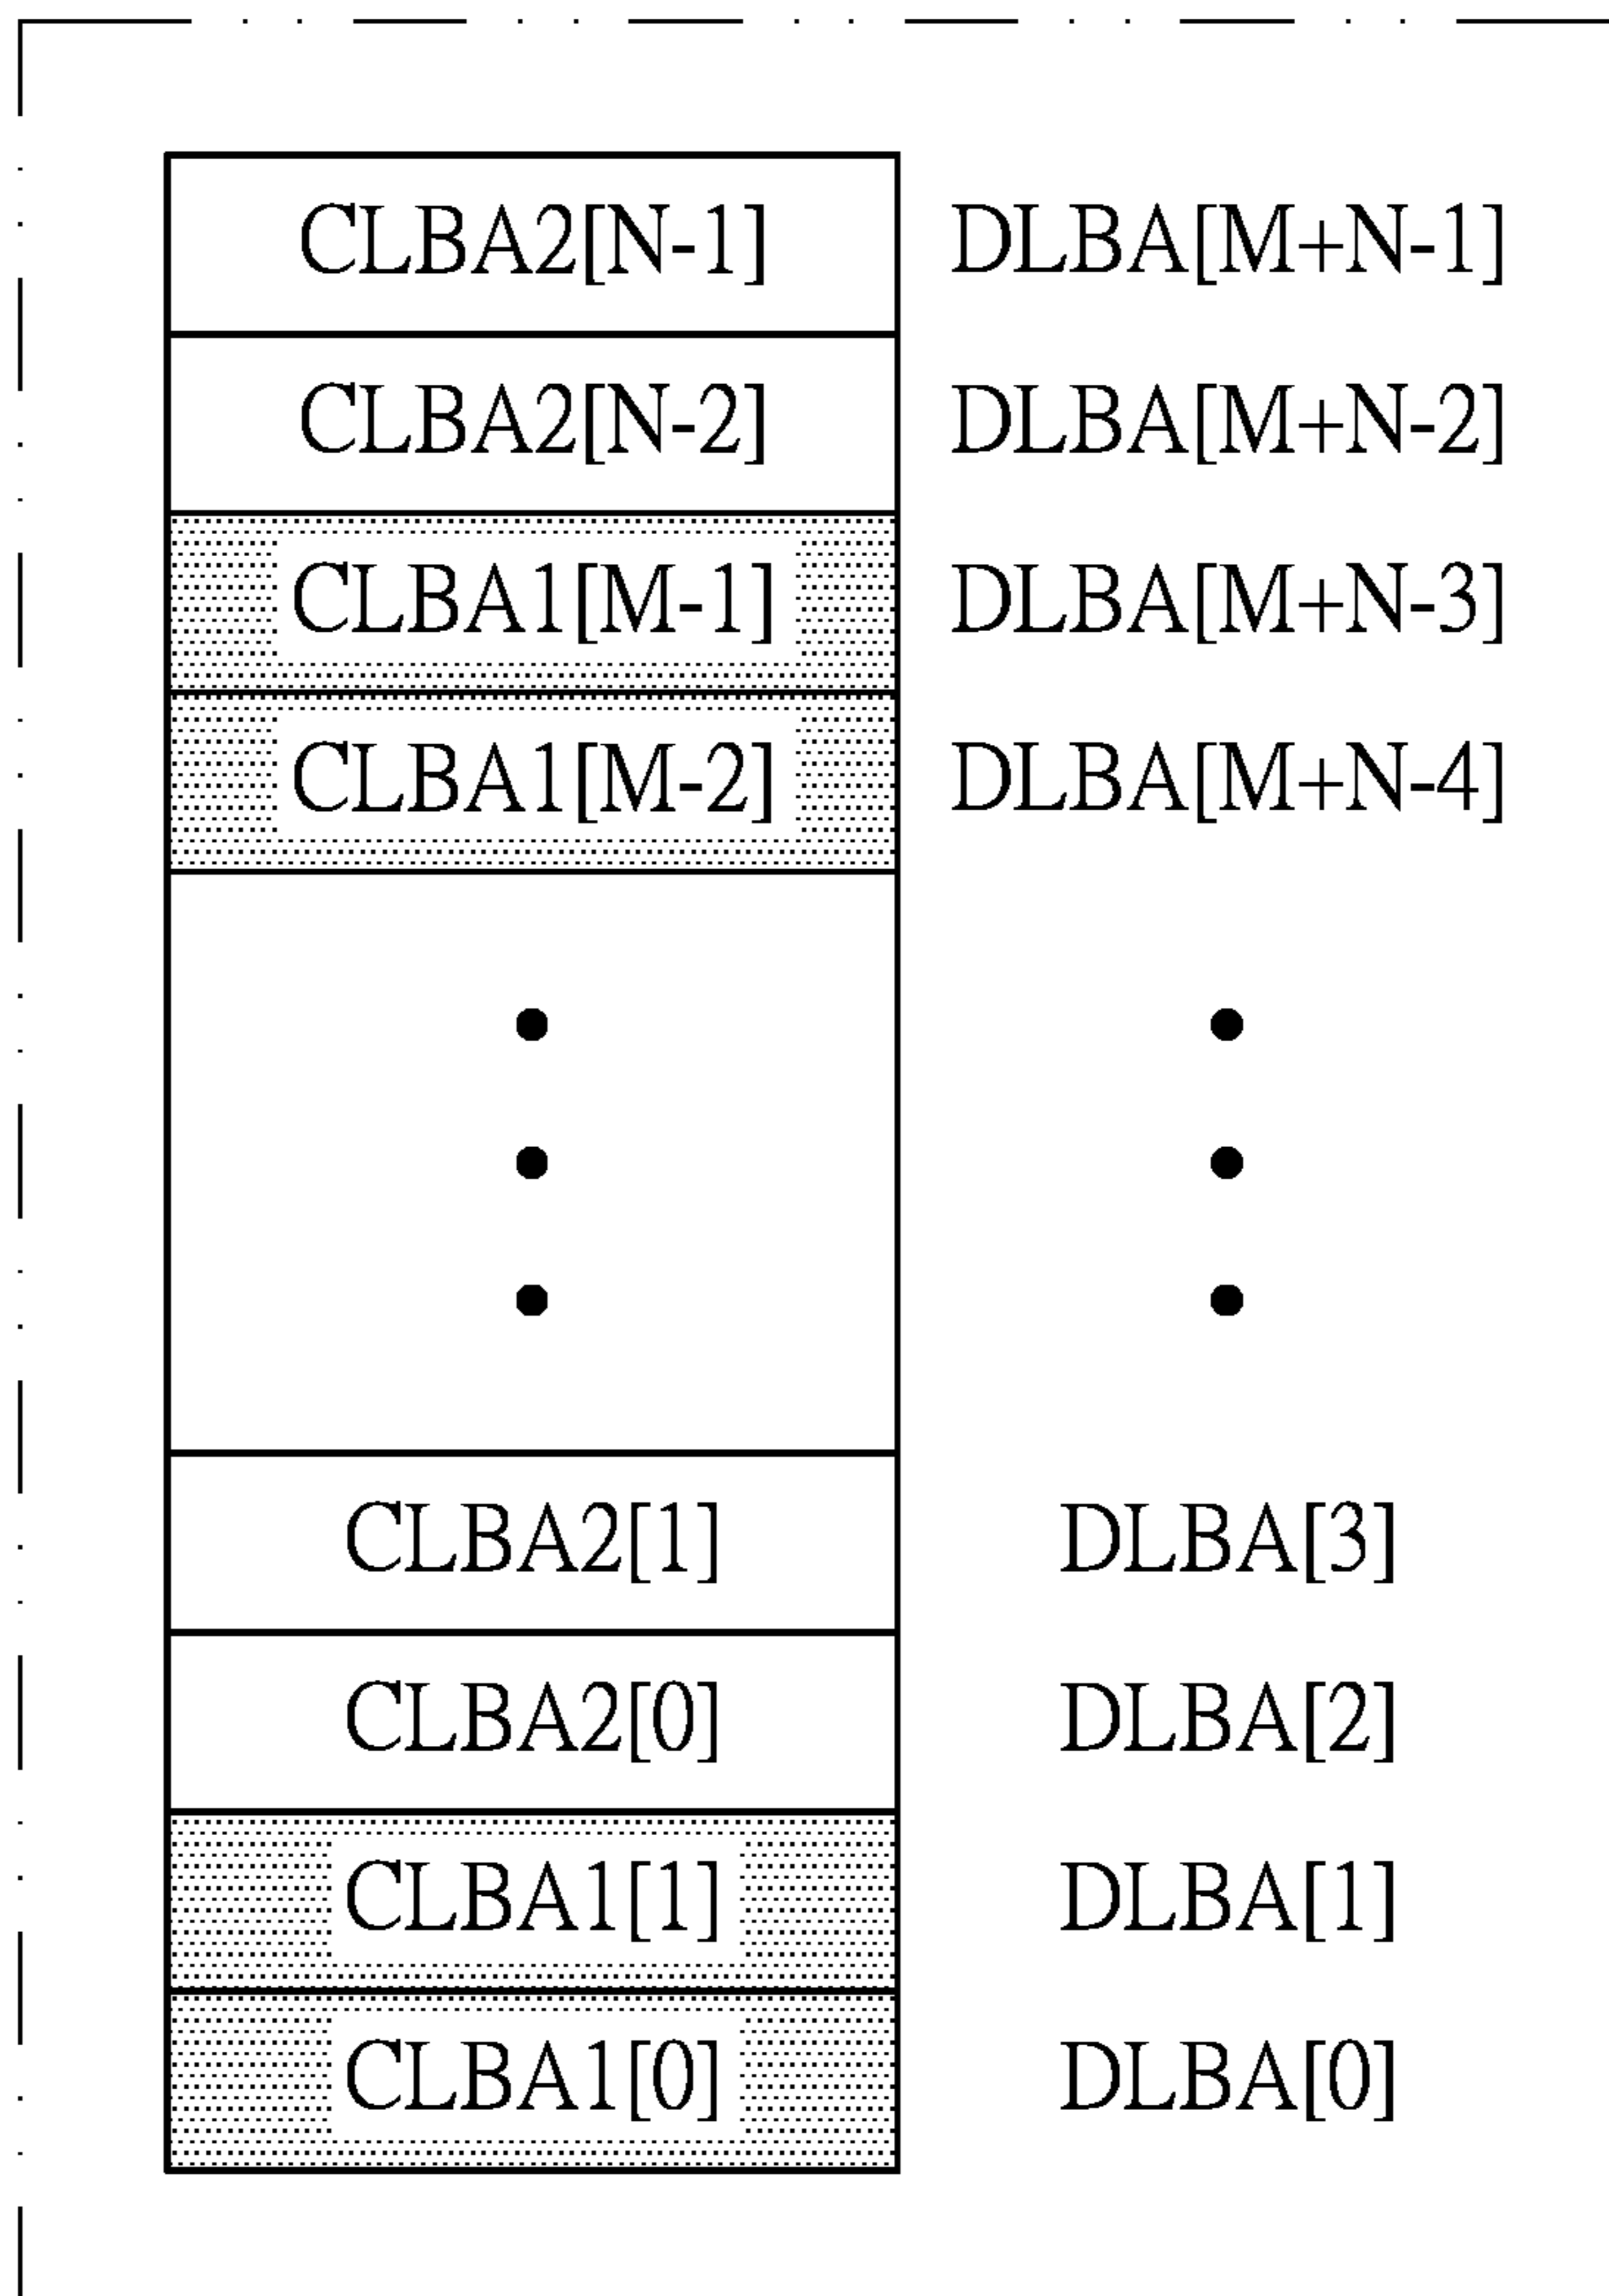 CLBA2[N-1] DLBA[M+N-1]
CLBA2[N-2] DLBA[M+N-2]
CLBA1[M-1] DLBA[M+N-3]
CLBA1[M-2] DLBA[M+N-4]
CLBA2[1] DLBA[3]
CLBA2[0] DLBA[2]
CLBA1[1] DLBA[1]
CLBA1[0] DLBA[0]